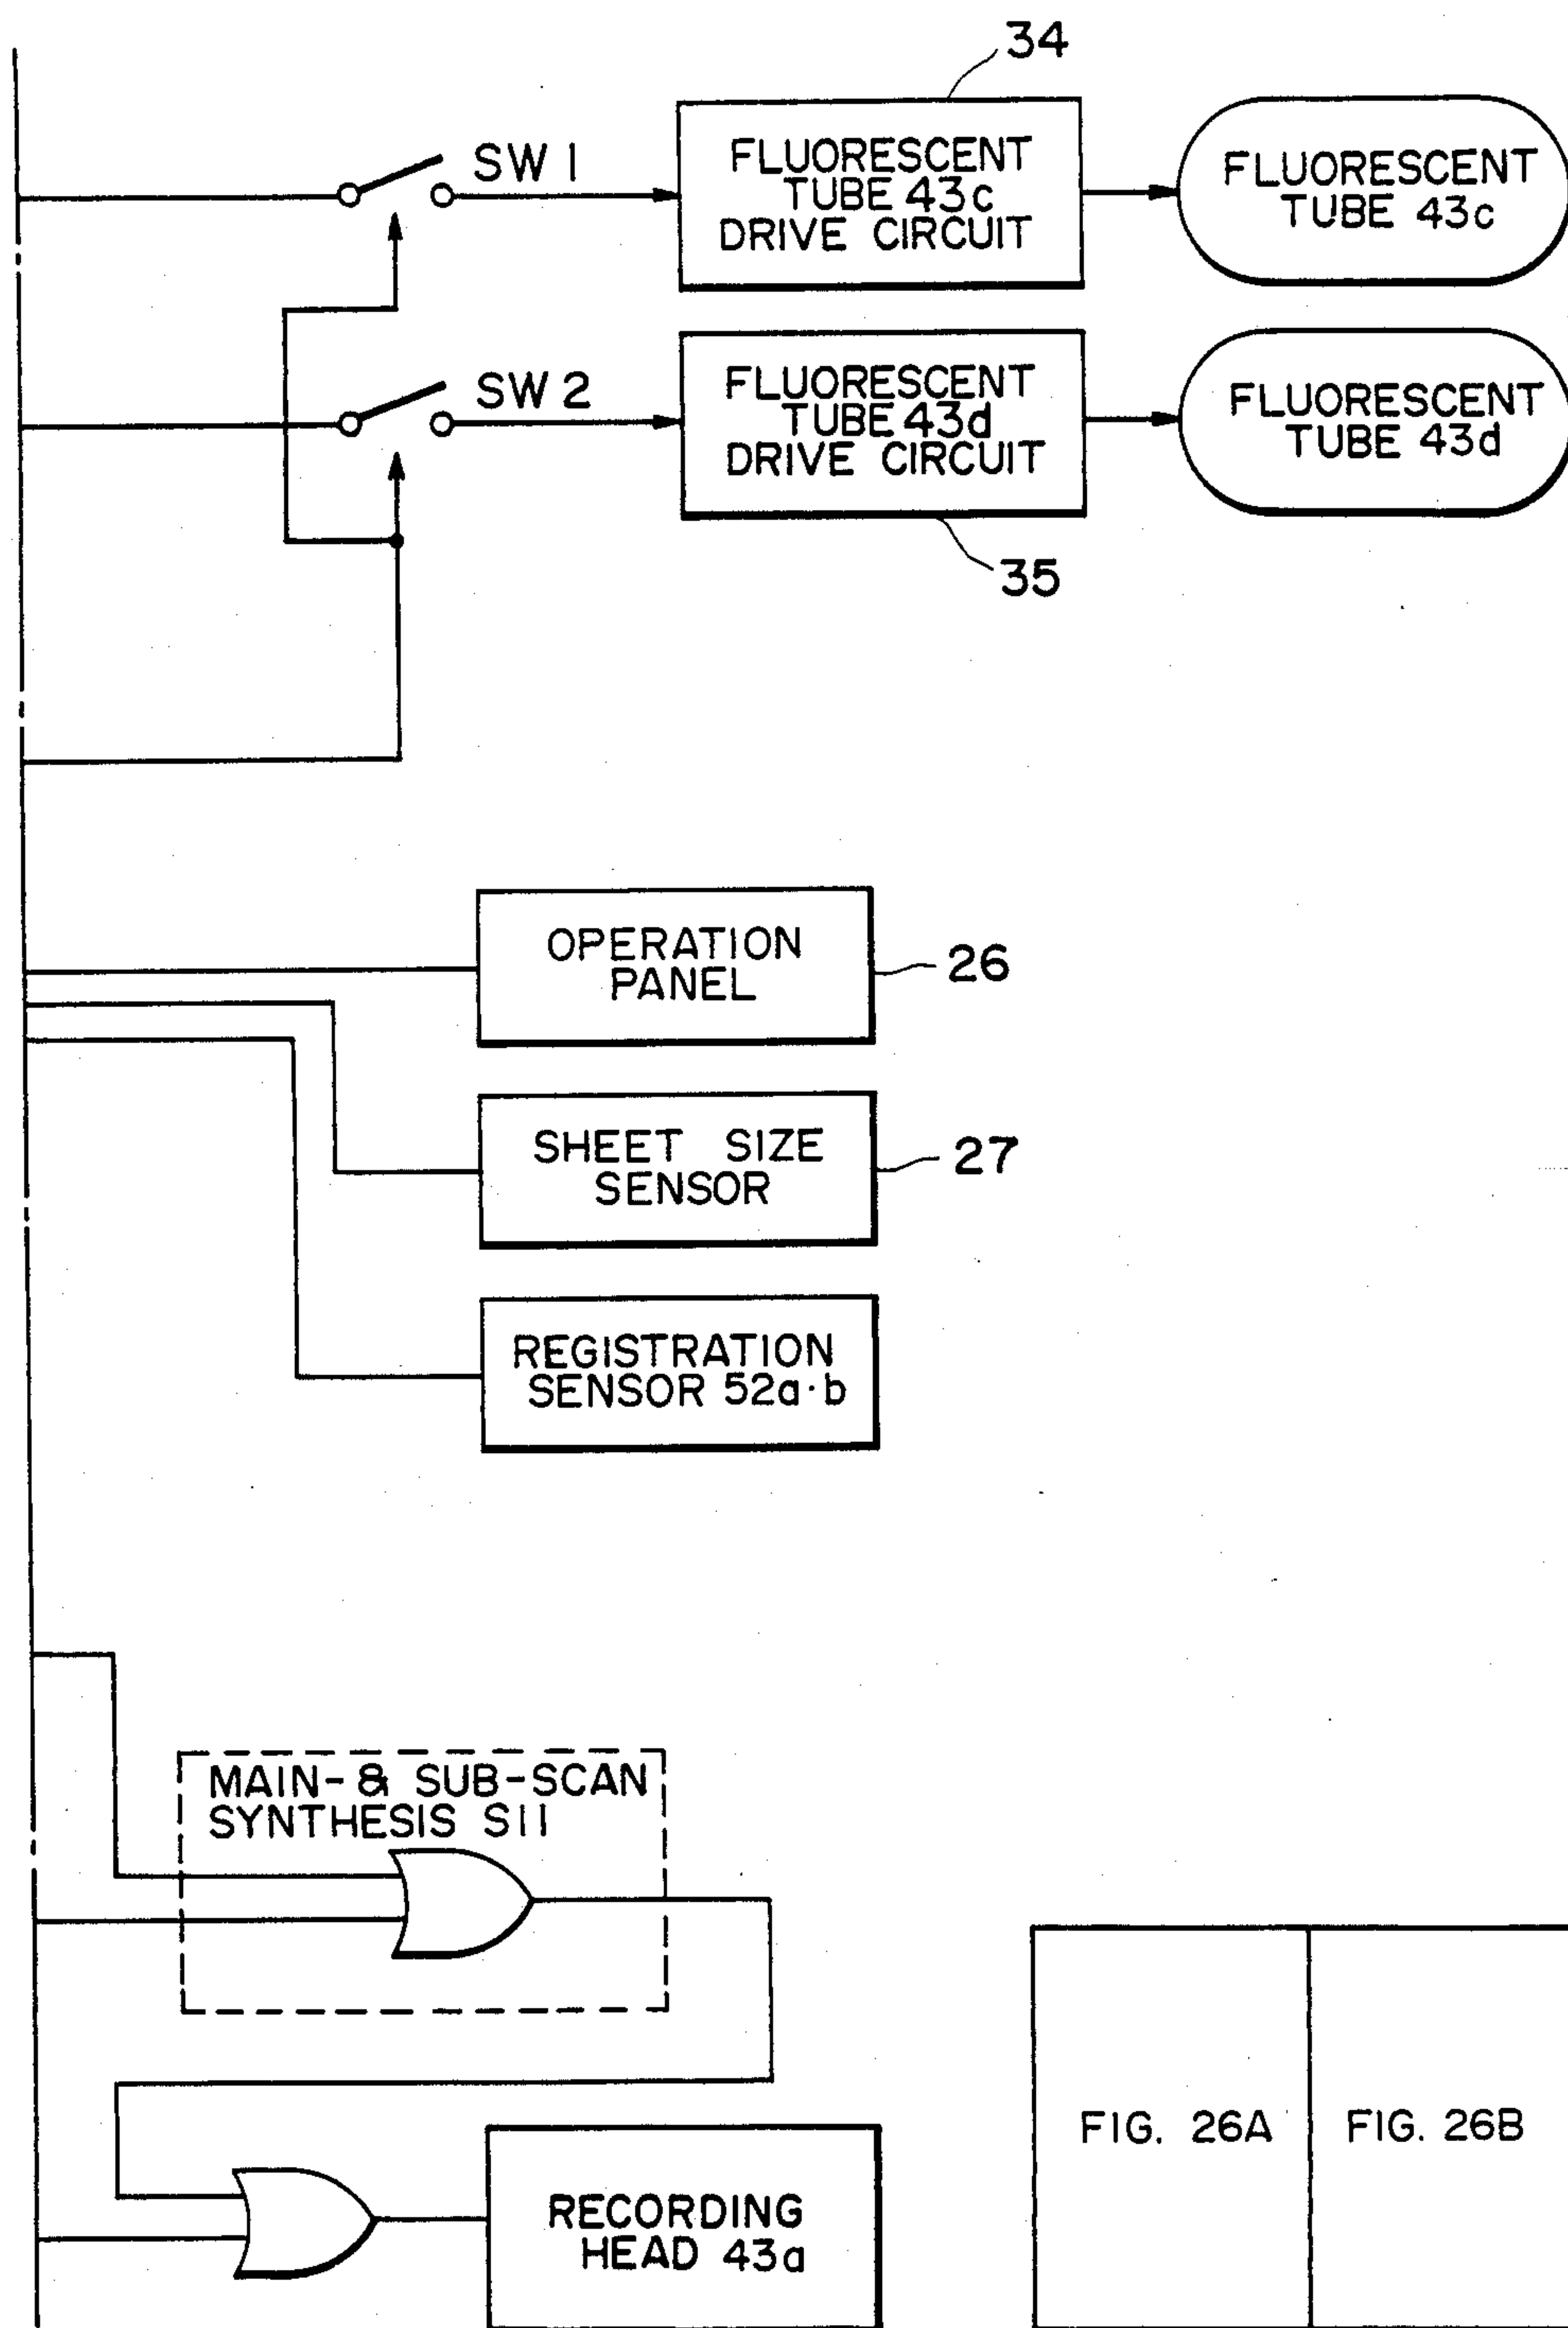 34
SW 1
FLUORESCENT
TUBE 43c
DRIVE CIRCUIT
FLUORESCENT
TUBE 43c
SW 2
FLUORESCENT
TUBE 43d
DRIVE CIRCUIT
FLUORESCENT
TUBE 43d
35
OPERATION
PANEL
26
SHEET SIZE
SENSOR
27
REGISTRATION
SENSOR 52a·b
MAIN- & SUB-SCAN
SYNTHESIS S11
FIG. 26A
FIG. 26B
RECORDING
HEAD 43a